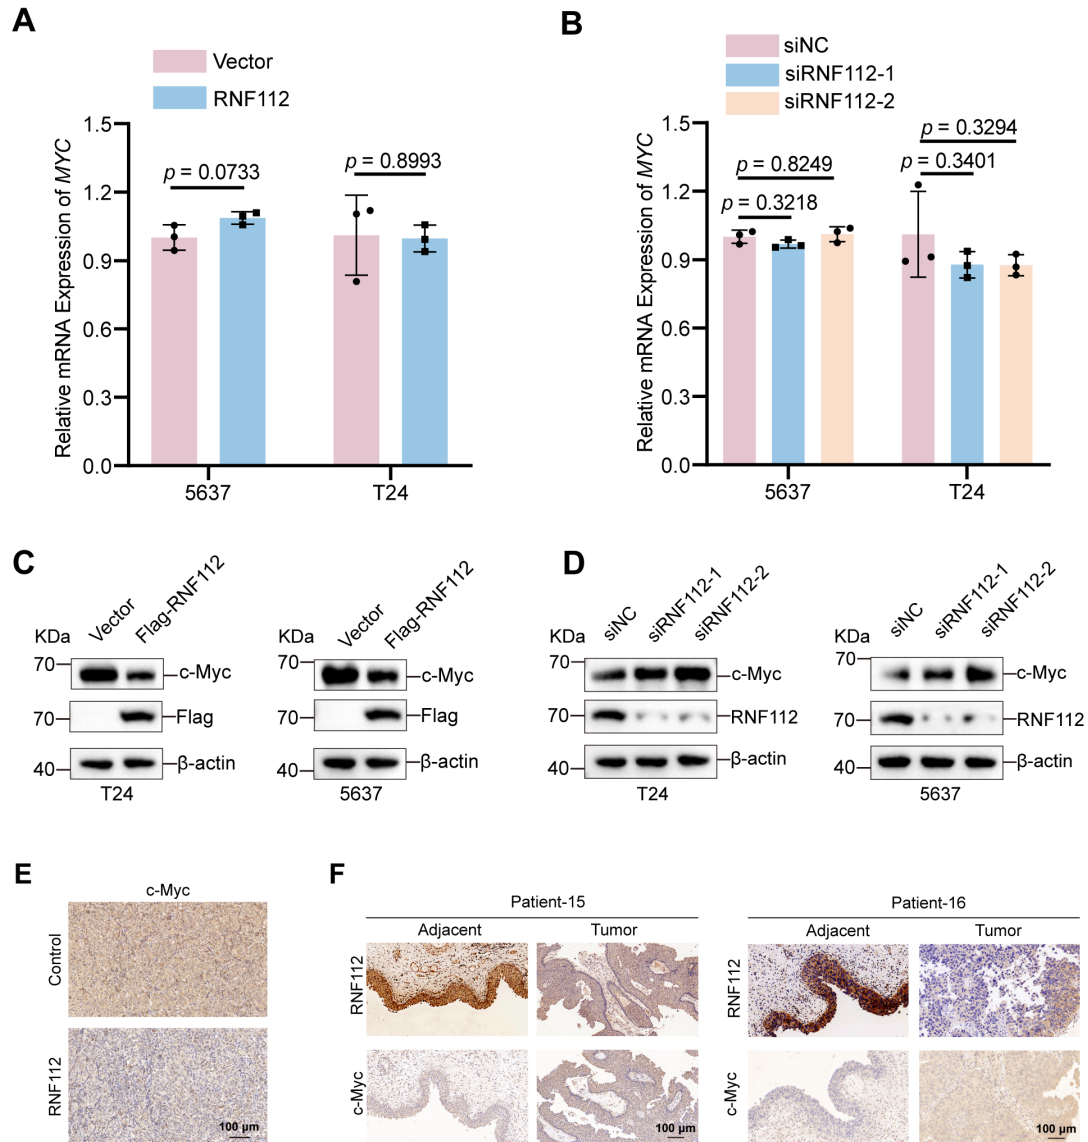 A
Vector
RNF112
Relative mRNA Expression of MYC
1.5
1.2
0.9
0.6
0.3
0.0
p = 0.0733
p = 0.8993
5637
T24
B
siNC
siRNF112-1
siRNF112-2
Relative mRNA Expression of MYC
1.5
1.2
0.9
0.6
0.3
0.0
p = 0.8249
p = 0.3218
p = 0.3294
p = 0.3401
5637
T24
C
KDa
Vector
Flag-RNF112
70
c-Myc
70
Flag
40
β-actin
T24
KDa
Vector
Flag-RNF112
70
c-Myc
70
Flag
40
β-actin
5637
D
KDa
siNC
siRNF112-1
siRNF112-2
70
c-Myc
70
RNF112
40
β-actin
T24
KDa
siNC
siRNF112-1
siRNF112-2
70
c-Myc
70
RNF112
40
β-actin
5637
E
c-Myc
Control
RNF112
100 μm
F
Patient-15
Adjacent
Tumor
RNF112
c-Myc
100 μm
Patient-16
Adjacent
Tumor
RNF112
c-Myc
100 μm